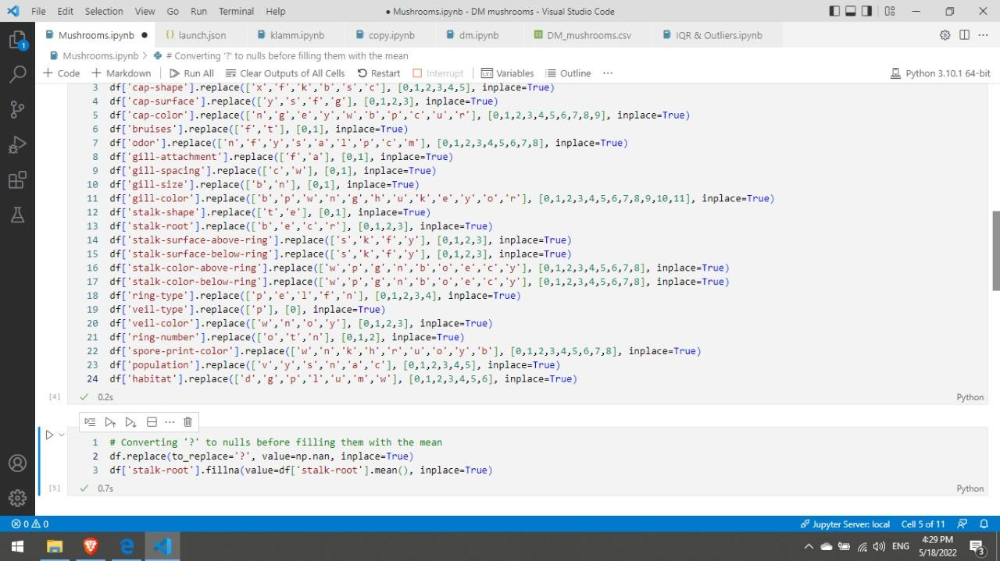 File Edit Selection View Go Run Terminal Help
• Mushrooms.ipynb - DM mushrooms - Visual Studio Code
Mushrooms.ipynb ● {} launch.json klamm.ipynb copy.ipynb dm.ipynb DM_mushrooms.csv IQR & Outliers.ipynb
Mushrooms.ipynb > # Converting '?' to nulls before filling them with the mean
+ Code + Markdown Run All Clear Outputs of All Cells Restart Interrupt Variables Outline ··· Python 3.10.1 64-bit
3 df['cap-shape'].replace(['x','f','k','b','s','c'], [0,1,2,3,4,5], inplace=True)
4 df['cap-surface'].replace(['y','s','f','g'], [0,1,2,3], inplace=True)
5 df['cap-color'].replace(['n','g','e','y','w','b','p','c','u','r'], [0,1,2,3,4,5,6,7,8,9], inplace=True)
6 df['bruises'].replace(['f','t'], [0,1], inplace=True)
7 df['odor'].replace(['n','f','y','s','a','l','p','c','m'], [0,1,2,3,4,5,6,7,8], inplace=True)
8 df['gill-attachment'].replace(['f','a'], [0,1], inplace=True)
9 df['gill-spacing'].replace(['c','w'], [0,1], inplace=True)
10 df['gill-size'].replace(['b','n'], [0,1], inplace=True)
11 df['gill-color'].replace(['b','p','w','n','g','h','u','k','e','y','o','r'], [0,1,2,3,4,5,6,7,8,9,10,11], inplace=True)
12 df['stalk-shape'].replace(['t','e'], [0,1], inplace=True)
13 df['stalk-root'].replace(['b','e','c','r'], [0,1,2,3], inplace=True)
14 df['stalk-surface-above-ring'].replace(['s','k','f','y'], [0,1,2,3], inplace=True)
15 df['stalk-surface-below-ring'].replace(['s','k','f','y'], [0,1,2,3], inplace=True)
16 df['stalk-color-above-ring'].replace(['w','p','g','n','b','o','e','c','y'], [0,1,2,3,4,5,6,7,8], inplace=True)
17 df['stalk-color-below-ring'].replace(['w','p','g','n','b','o','e','c','y'], [0,1,2,3,4,5,6,7,8], inplace=True)
18 df['ring-type'].replace(['p','e','l','f','n'], [0,1,2,3,4], inplace=True)
19 df['veil-type'].replace(['p'], [0], inplace=True)
20 df['veil-color'].replace(['w','n','o','y'], [0,1,2,3], inplace=True)
21 df['ring-number'].replace(['o','t','n'], [0,1,2], inplace=True)
22 df['spore-print-color'].replace(['w','n','k','h','r','u','o','y','b'], [0,1,2,3,4,5,6,7,8], inplace=True)
23 df['population'].replace(['v','y','s','n','a','c'], [0,1,2,3,4,5], inplace=True)
24 df['habitat'].replace(['d','g','p','l','u','m','w'], [0,1,2,3,4,5,6], inplace=True)
[4] ✓ 0.2s Python
1 # Converting '?' to nulls before filling them with the mean
2 df.replace(to_replace='?', value=np.nan, inplace=True)
3 df['stalk-root'].fillna(value=df['stalk-root'].mean(), inplace=True)
[5] ✓ 0.7s Python
1
0 0 Jupyter Server: local Cell 5 of 11
ENG 4:29 PM
5/18/2022
3